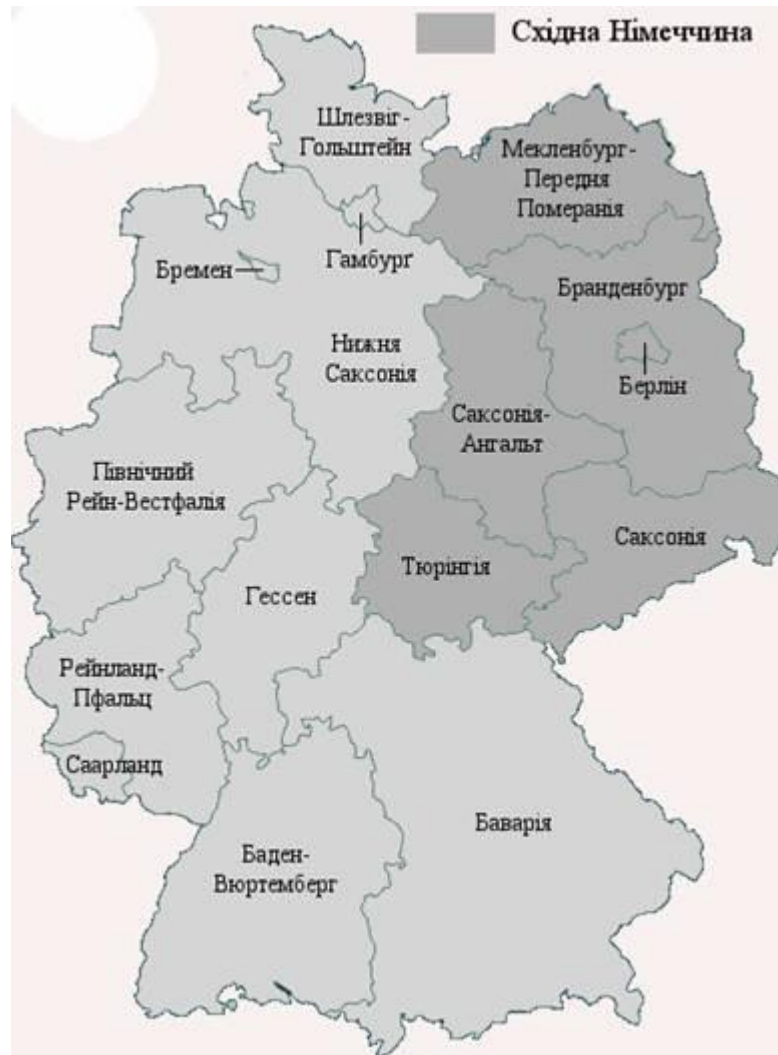 Східна Німеччина
Шлезвіг-
Гольштейн
Мекленбург-
Передня
Померанія
Гамбурґ
Бремен
Бранденбург
Нижня
Саксонія
Берлін
Саксонія-
Ангальт
Північний
Рейн-Вестфалія
Саксонія
Тюрінгія
Гессен
Рейнланд-
Пфальц
Саарланд
Баварія
Баден-
Вюртемберг